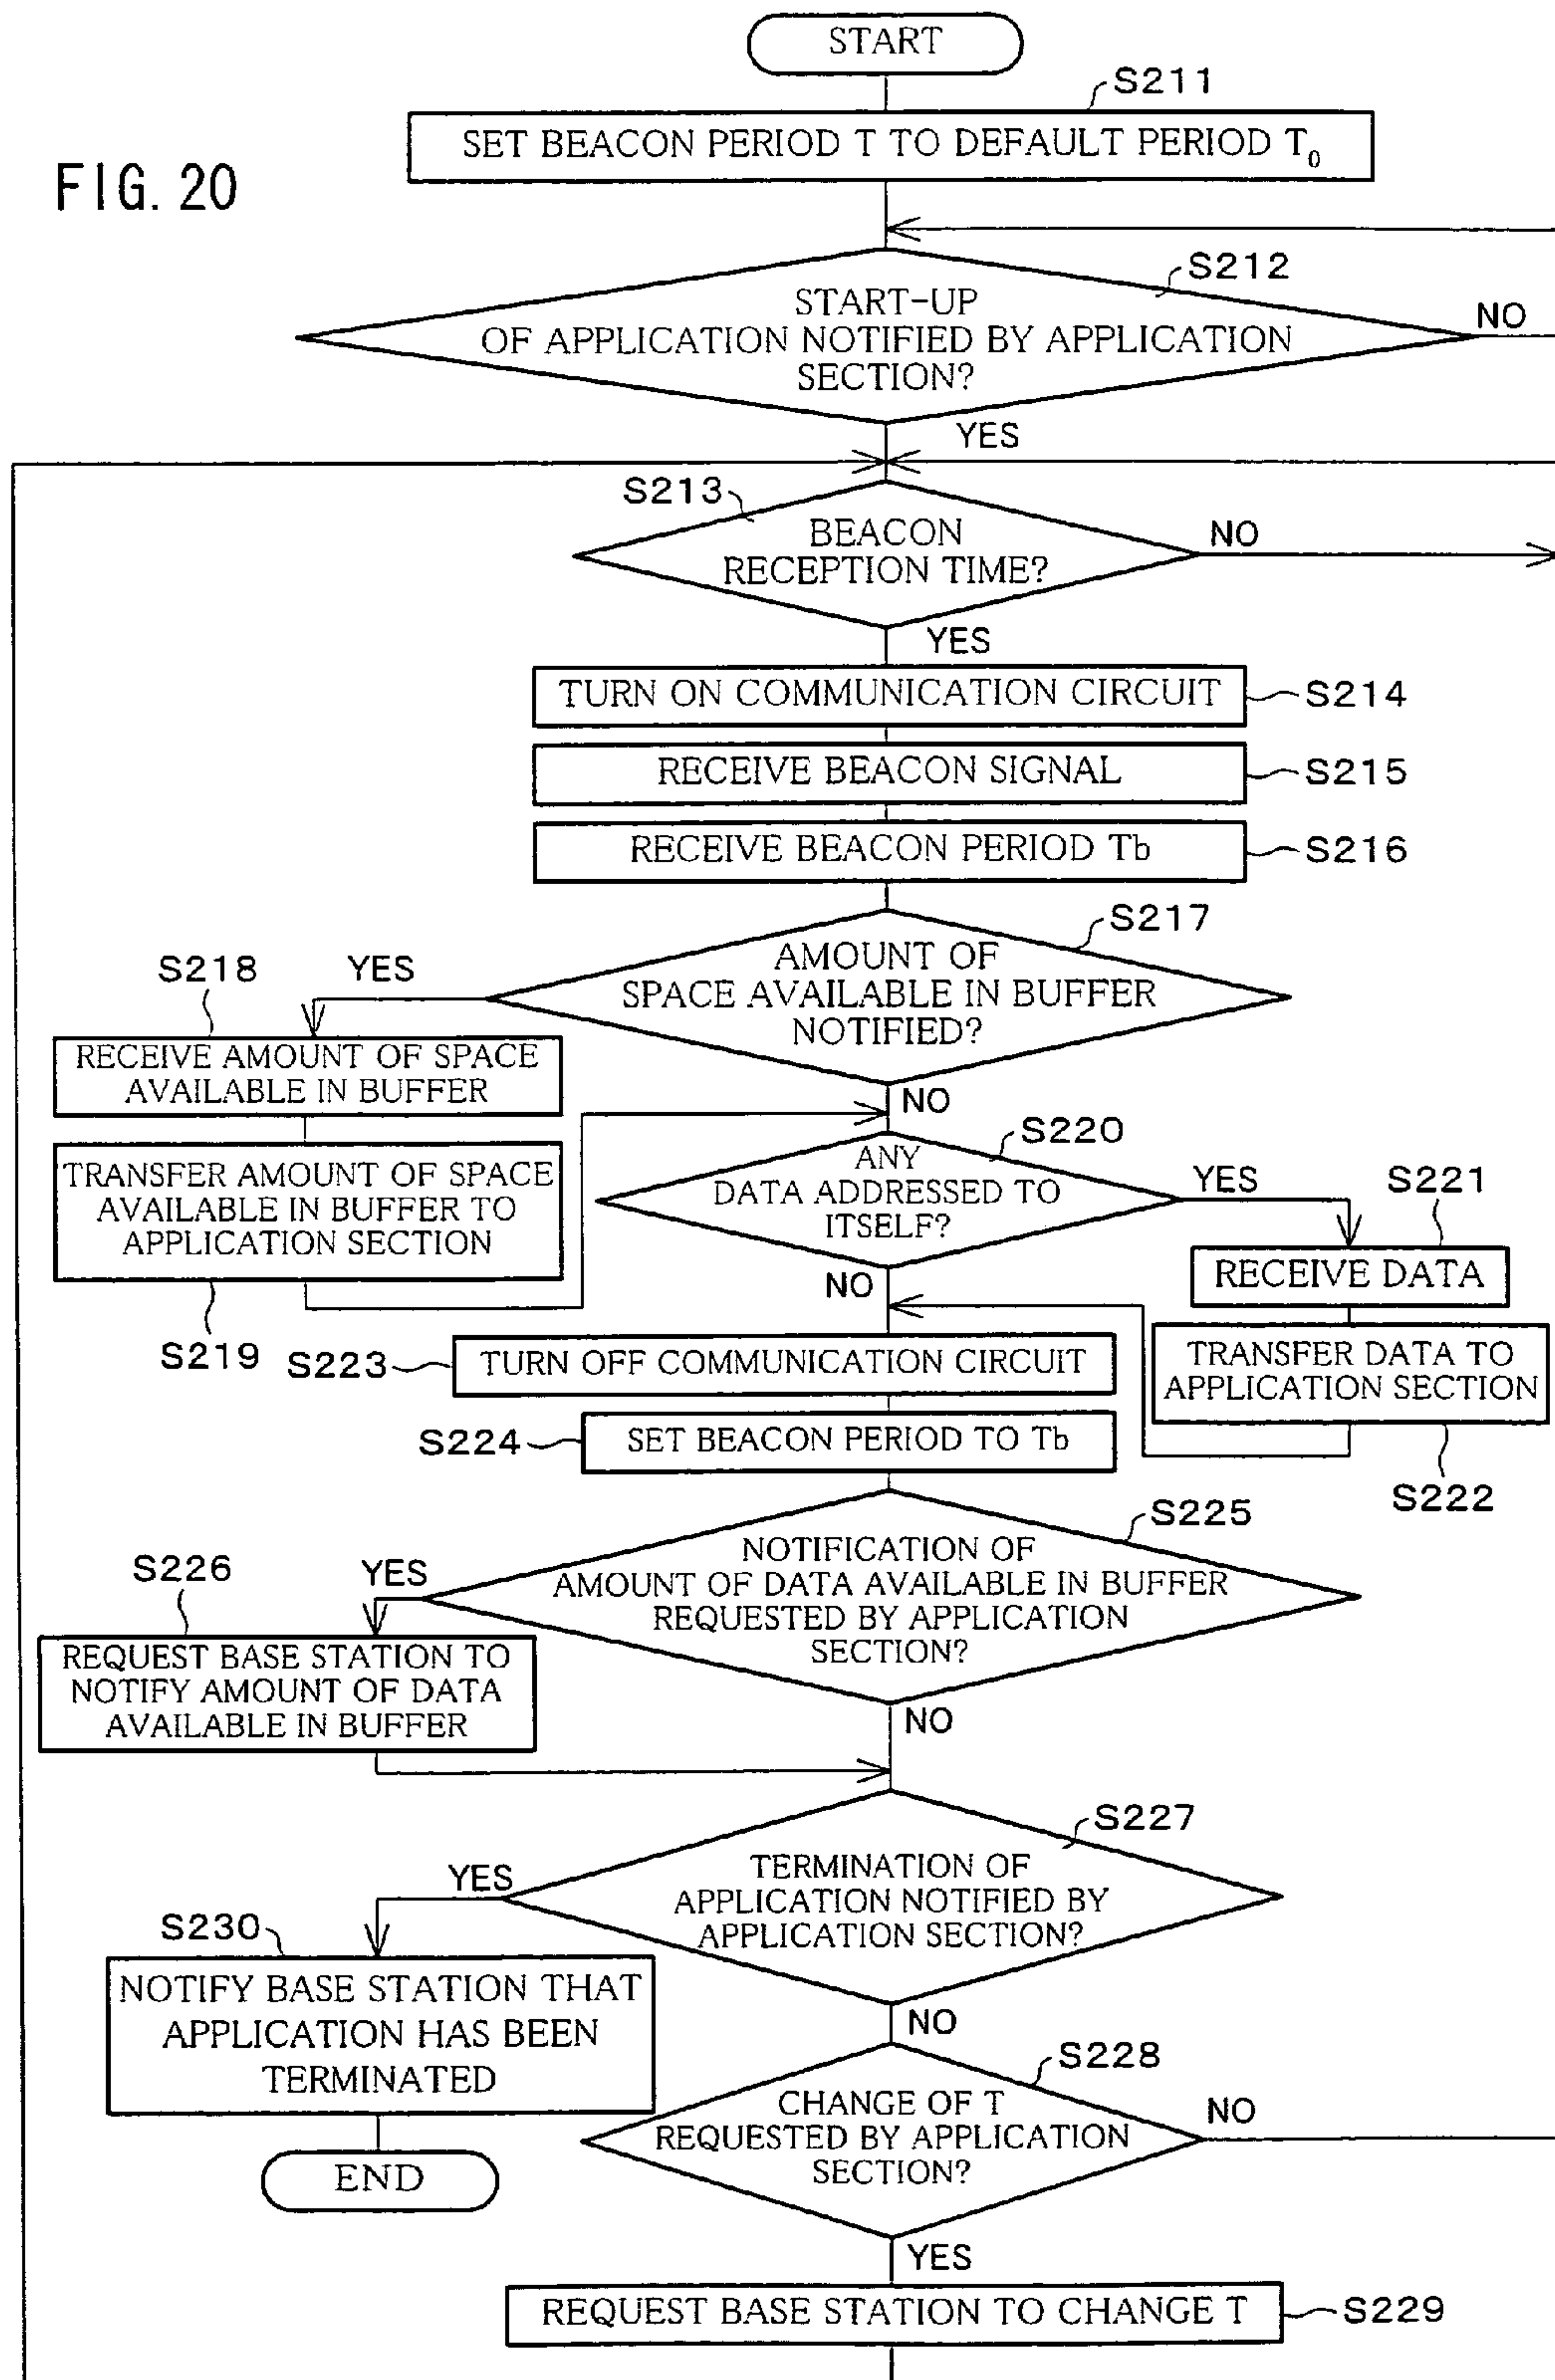 FIG. 20
START
S211
SET BEACON PERIOD T TO DEFAULT PERIOD T0
S212
START-UP
OF APPLICATION NOTIFIED BY APPLICATION
SECTION?
NO
YES
S213
BEACON
RECEPTION TIME?
NO
YES
TURN ON COMMUNICATION CIRCUIT
S214
RECEIVE BEACON SIGNAL
S215
RECEIVE BEACON PERIOD Tb
S216
S217
AMOUNT OF
SPACE AVAILABLE IN BUFFER
NOTIFIED?
YES
S218
RECEIVE AMOUNT OF SPACE
AVAILABLE IN BUFFER
NO
TRANSFER AMOUNT OF SPACE
AVAILABLE IN BUFFER TO
APPLICATION SECTION
S219
S220
ANY
DATA ADDRESSED TO
ITSELF?
YES
S221
RECEIVE DATA
NO
TRANSFER DATA TO
APPLICATION SECTION
S222
S223
TURN OFF COMMUNICATION CIRCUIT
S224
SET BEACON PERIOD TO Tb
S225
NOTIFICATION OF
AMOUNT OF DATA AVAILABLE IN BUFFER
REQUESTED BY APPLICATION
SECTION?
YES
S226
REQUEST BASE STATION TO
NOTIFY AMOUNT OF DATA
AVAILABLE IN BUFFER
NO
S227
TERMINATION OF
APPLICATION NOTIFIED BY
APPLICATION SECTION?
YES
S230
NOTIFY BASE STATION THAT
APPLICATION HAS BEEN
TERMINATED
END
NO
S228
CHANGE OF T
REQUESTED BY APPLICATION
SECTION?
NO
YES
REQUEST BASE STATION TO CHANGE T
S229